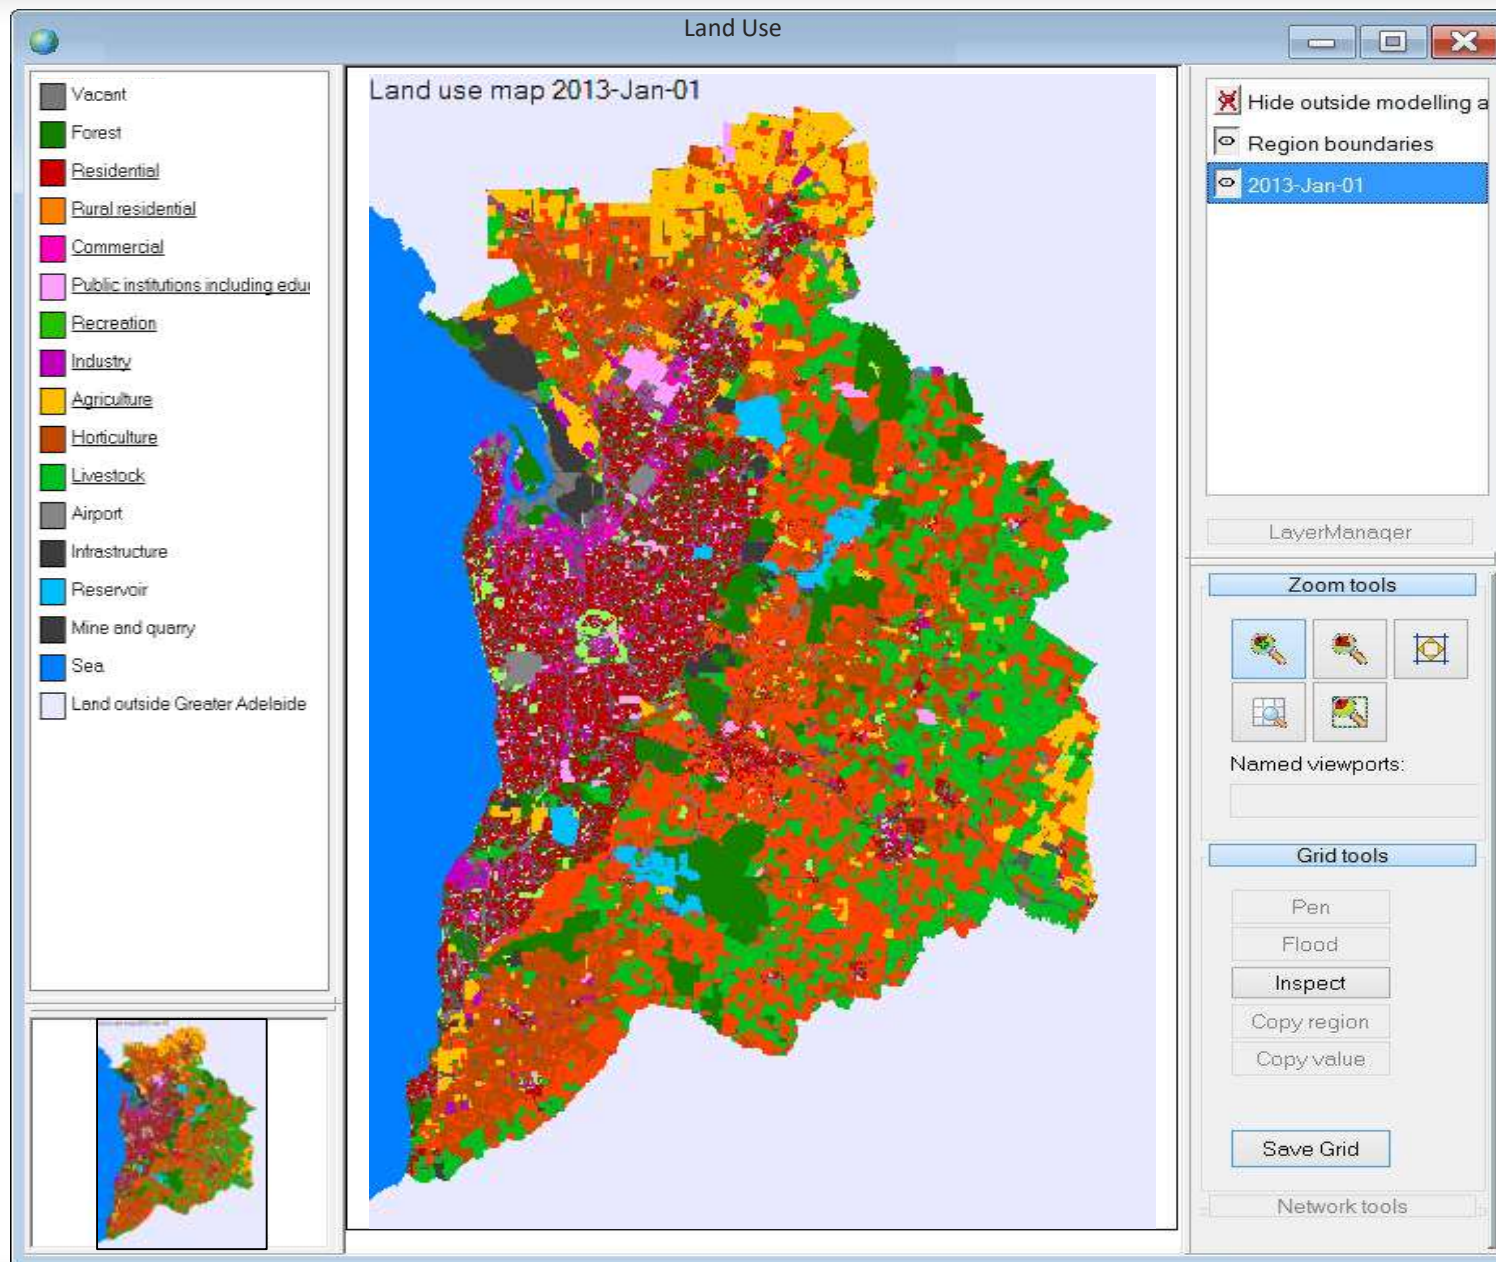 Land Use
Vacant
Forest
Residential
Rural residential
Commercial
Public institutions including edu
Recreation
Industry
Agriculture
Horticulture
Livestock
Airport
Infrastructure
Reservoir
Mine and quarry
Sea
Land outside Greater Adelaide
Land use map 2013-Jan-01
Hide outside modelling a
Region boundaries
2013-Jan-01
LayerManager
Zoom tools
Named viewports:
Grid tools
Pen
Flood
Inspect
Copy region
Copy value
Save Grid
Network tools